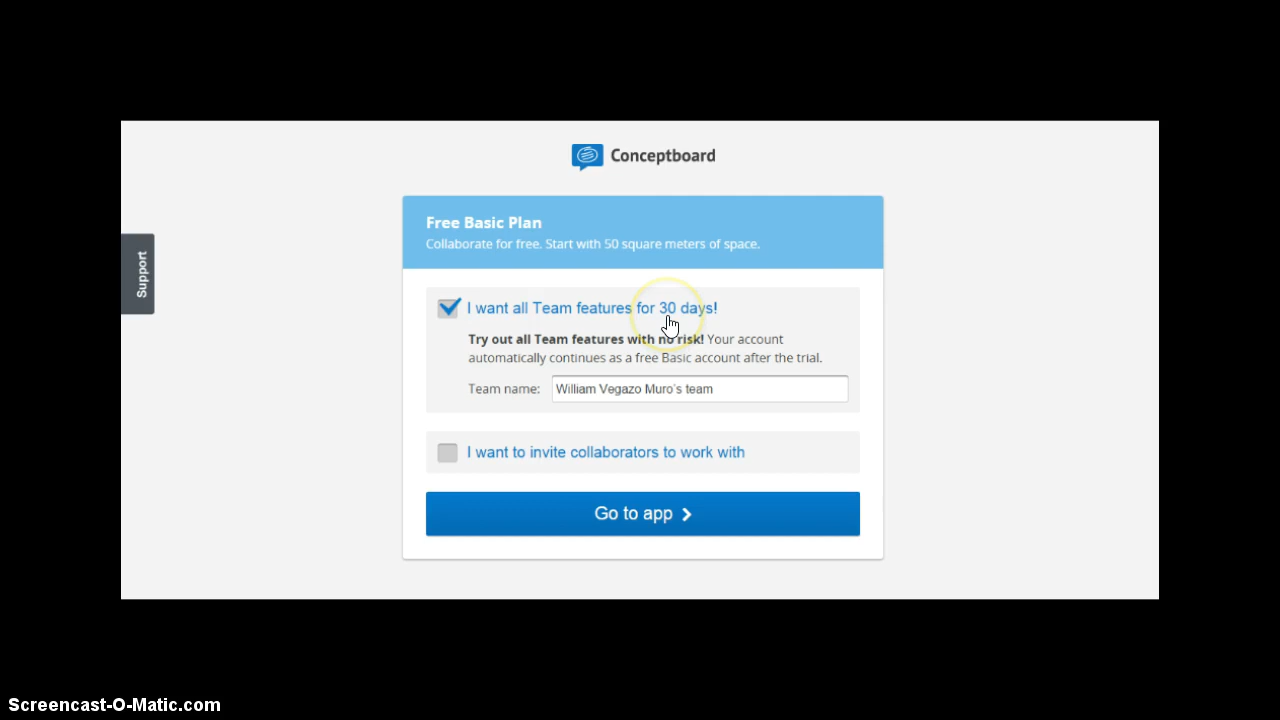 Conceptboard
Free Basic Plan
Collaborate for free. Start with 50 square meters of space.
Support
I want all Team features for 30 days!
Try out all Team features with no risk! Your account
automatically continues as a free Basic account after the trial.
Team name: William Vegazo Muro's team
I want to invite collaborators to work with
Go to app
Screencast-O-Matic.com